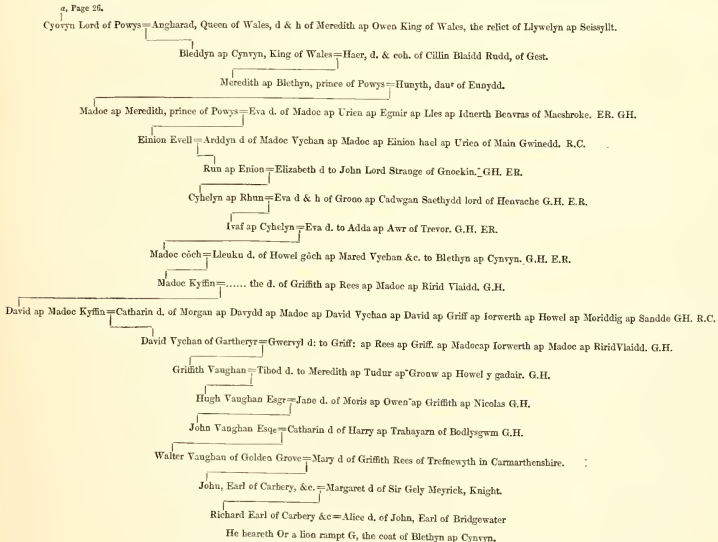 a, Page 26.
Cyovyn Lord of Powys=Angharad, Queen of Wales, d & h of Meredith ap Owen King of Wales, the relict of Llywelyn ap Seissyllt.
Bleddyn ap Cynvyn, King of Wales=Haer, d. & coh. of Cillin Blaidd Rudd, of Gest.
Meredith ap Blethyn, prince of Powys=Hunyth, daur of Eunydd.
Madoc ap Meredith, prince of Powys=Eva d. of Madoc ap Urien ap Egmir ap Lles ap Idnerth Benvras of Maesbroke. ER. GH.
Einion Evell=Arddyn d of Madoc Vychan ap Madoc ap Einion hael ap Urien of Main Gwinedd. R.C.
Run ap Enion=Elizabeth d to John Lord Strange of Gnockin. GH. ER.
Cyhelyn ap Rhun=Eva d & h of Grono ap Cadwgan Saethydd lord of Henvache G.H. E.R.
Ivaf ap Cyhelyn=Eva d. to Adda ap Awr of Trevor. G.H. ER.
Madoc côch=Lleuku d. of Howel gôch ap Mared Vychan &c. to Blethyn ap Cynvyn. G.H. E.R.
Madoc Kyffin=...... the d. of Griffith ap Rees ap Madoc ap Ririd Vlaidd. G.H.
David ap Madoc Kyffin=Catharin d. of Morgan ap Davydd ap Madoc ap David Vychan ap David ap Griff ap Iorwerth ap Howel ap Moriddig ap Sandde GH. R.C.
David Vychan of Gartheryr=Gwervyl d: to Griff: ap Rees ap Griff. ap Madocap Iorwerth ap Madoc ap RiridVlaidd. G.H.
Griffith Vaughan=Tibod d. to Meredith ap Tudur ap Gronw ap Howel y gadair. G.H.
Hugh Vaughan Esgr=Jane d. of Moris ap Owen ap Griffith ap Nicolas G.H.
John Vaughan Esqe=Catharin d of Harry ap Trahayarn of Bodlysgwm G.H.
Walter Vaughan of Golden Grove=Mary d of Griffith Rees of Trefnewyth in Carmarthenshire.
John, Earl of Carbery, &c.=Margaret d of Sir Gely Meyrick, Knight.
Richard Earl of Carbery &c=Alice d. of John, Earl of Bridgewater
He beareth Or a lion rampt G, the coat of Blethyn ap Cynvyn.